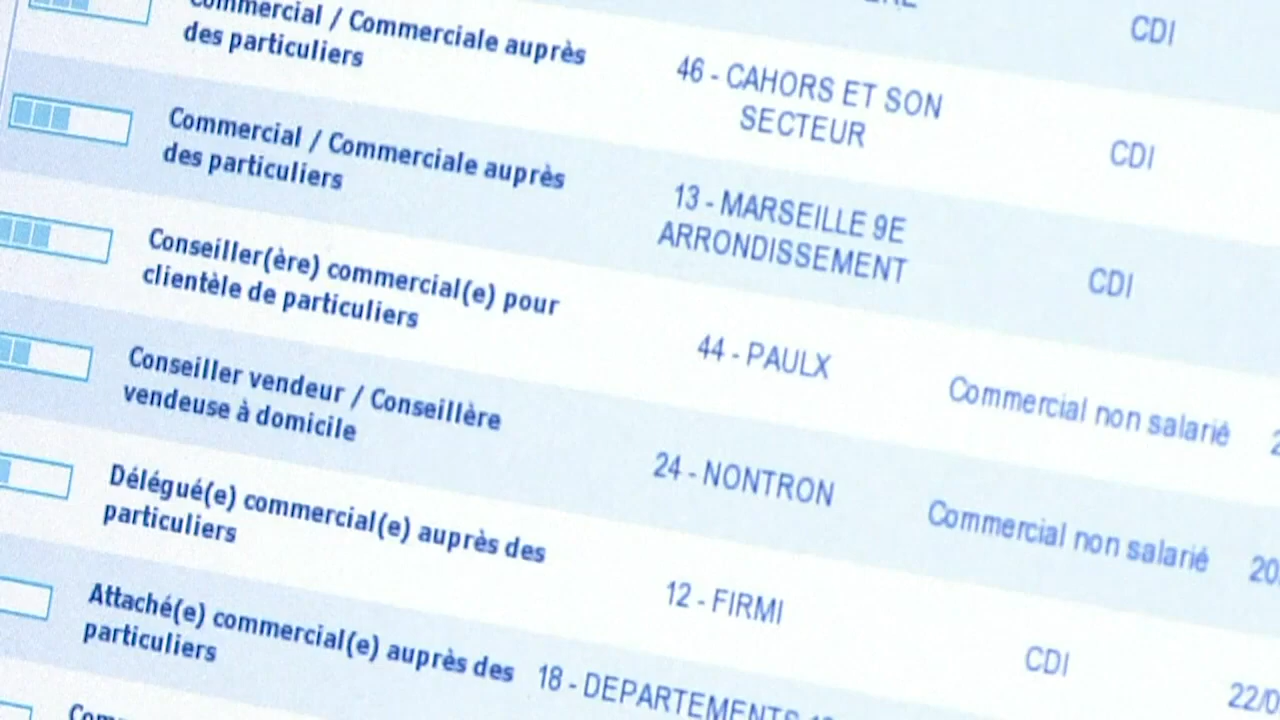 CDI
Commercial / Commerciale auprès
des particuliers
46 - CAHORS ET SON
SECTEUR
CDI
Commercial / Commerciale auprès
des particuliers
13 - MARSEILLE 9E
ARRONDISSEMENT
CDI
Conseiller(ère) commercial(e) pour
clientèle de particuliers
44 - PAULX
Commercial non salarié
Conseiller vendeur / Conseillère
vendeuse à domicile
24 - NONTRON
Commercial non salarié
20
Délégué(e) commercial(e) auprès des
particuliers
12 - FIRMI
CDI
22/0
Attaché(e) commercial(e) auprès des
particuliers
18 - DEPARTEMENTS